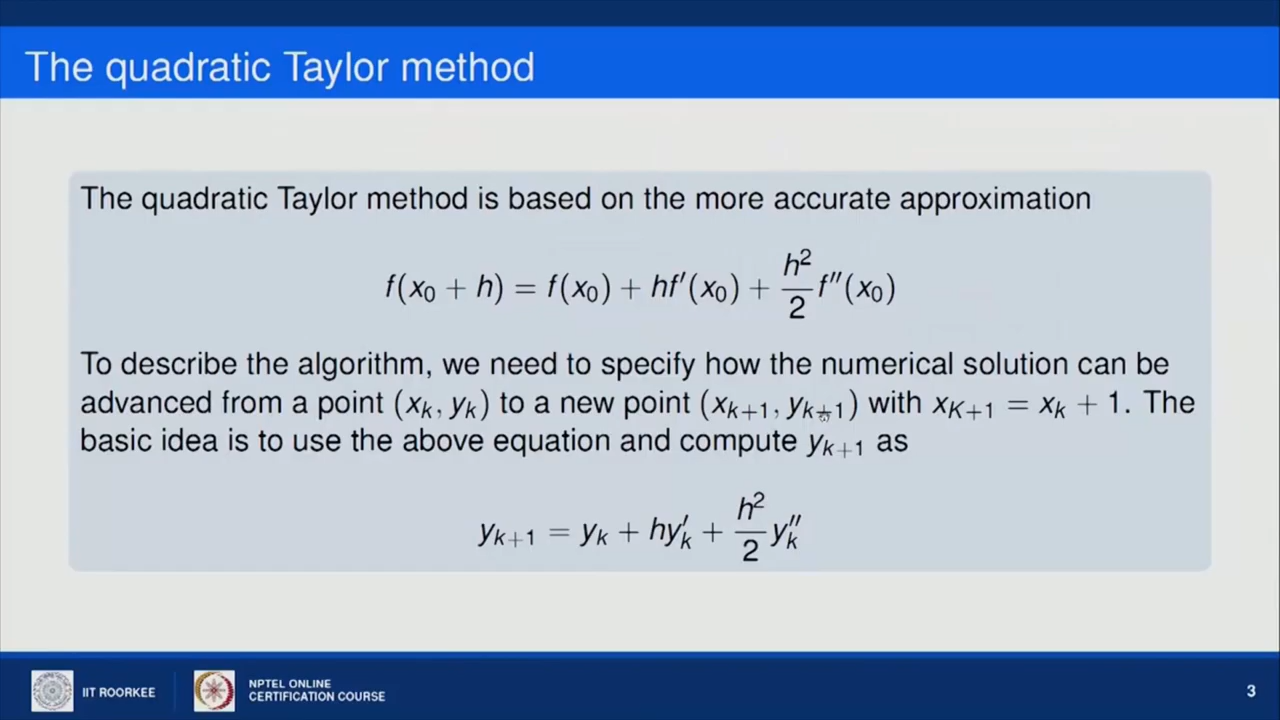 The quadratic Taylor method
The quadratic Taylor method is based on the more accurate approximation
f(x₀ + h) = f(x₀) + hf′(x₀) + h²/2 f″(x₀)
To describe the algorithm, we need to specify how the numerical solution can be
advanced from a point (xₖ, yₖ) to a new point (xₖ₊₁, yₖ₊₁) with x_K+1 = xₖ + 1. The
basic idea is to use the above equation and compute yₖ₊₁ as
yₖ₊₁ = yₖ + hy′ₖ + h²/2 y″ₖ
IIT ROORKEE
NPTEL ONLINE
CERTIFICATION COURSE
3